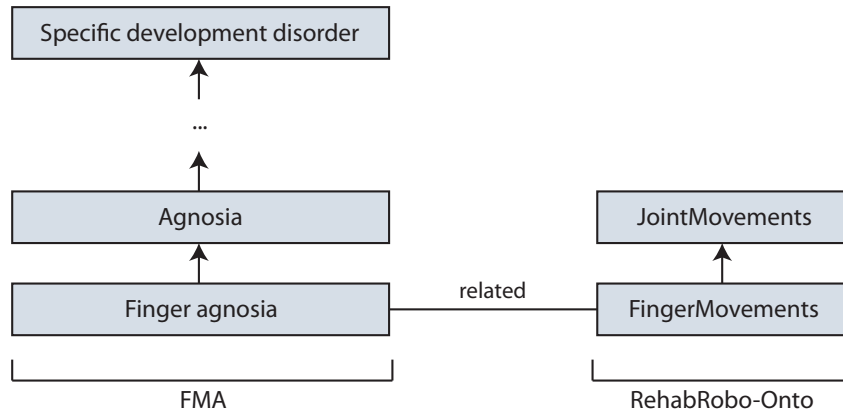 Specific development disorder
...
Agnosia
JointMovements
Finger agnosia
related
FingerMovements
FMA
RehabRobo-Onto